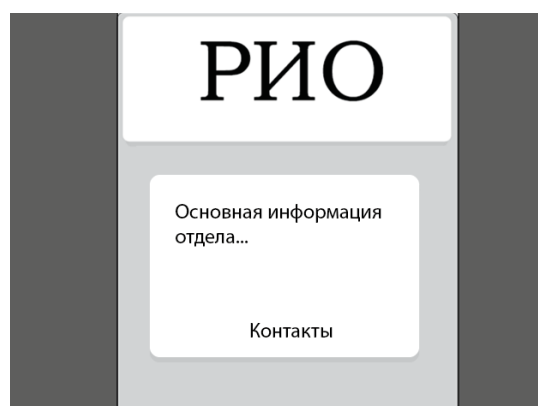 РИО
Основная информация
отдела...
Контакты